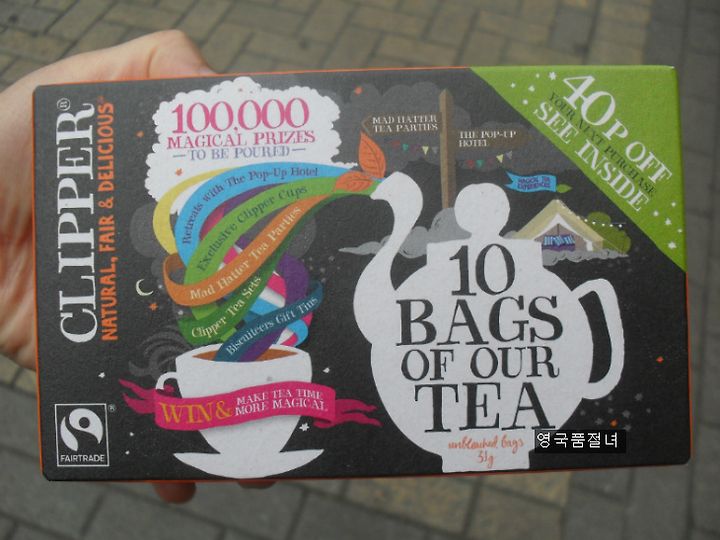 CLIPPER®
NATURAL, FAIR & DELICIOUS
100,000
MAGICAL PRIZES
TO BE POURED
Retreats with The Pop-Up Hotel
Exclusive Clipper Cups
Mad Hatter Tea Parties
Clipper Tea Sets
Biscuiteers Gift Tins
WIN &
MAKE TEA TIME
MORE MAGICAL
FAIRTRADE
®
MAD HATTER
TEA PARTIES
THE POP-UP
HOTEL
MAGICAL TEA
EXPERIENCES
40P OFF
YOUR NEXT PURCHASE
SEE INSIDE
10
BAGS
OF OUR
TEA
unbleached bags
31g
영국품절녀